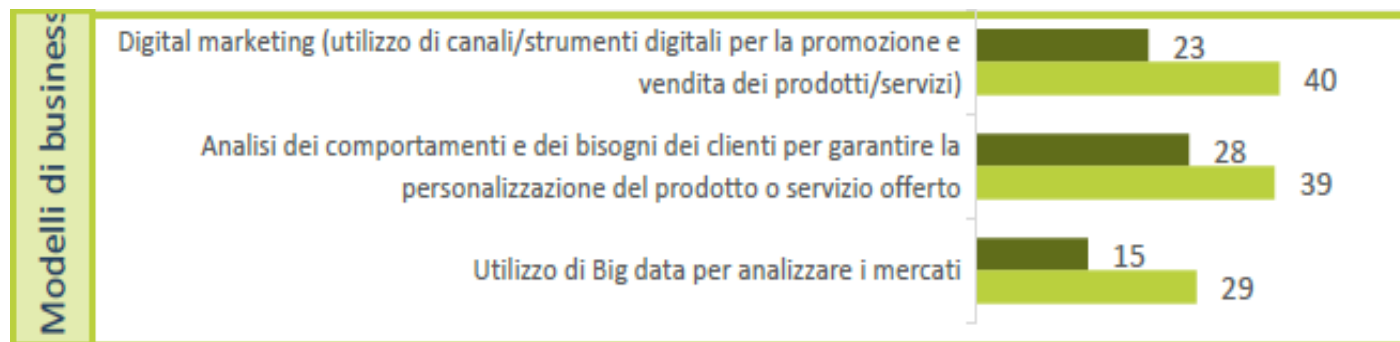 Modelli di business
Digital marketing (utilizzo di canali/strumenti digitali per la promozione e
vendita dei prodotti/servizi)
23
40
Analisi dei comportamenti e dei bisogni dei clienti per garantire la
personalizzazione del prodotto o servizio offerto
28
39
Utilizzo di Big data per analizzare i mercati
15
29